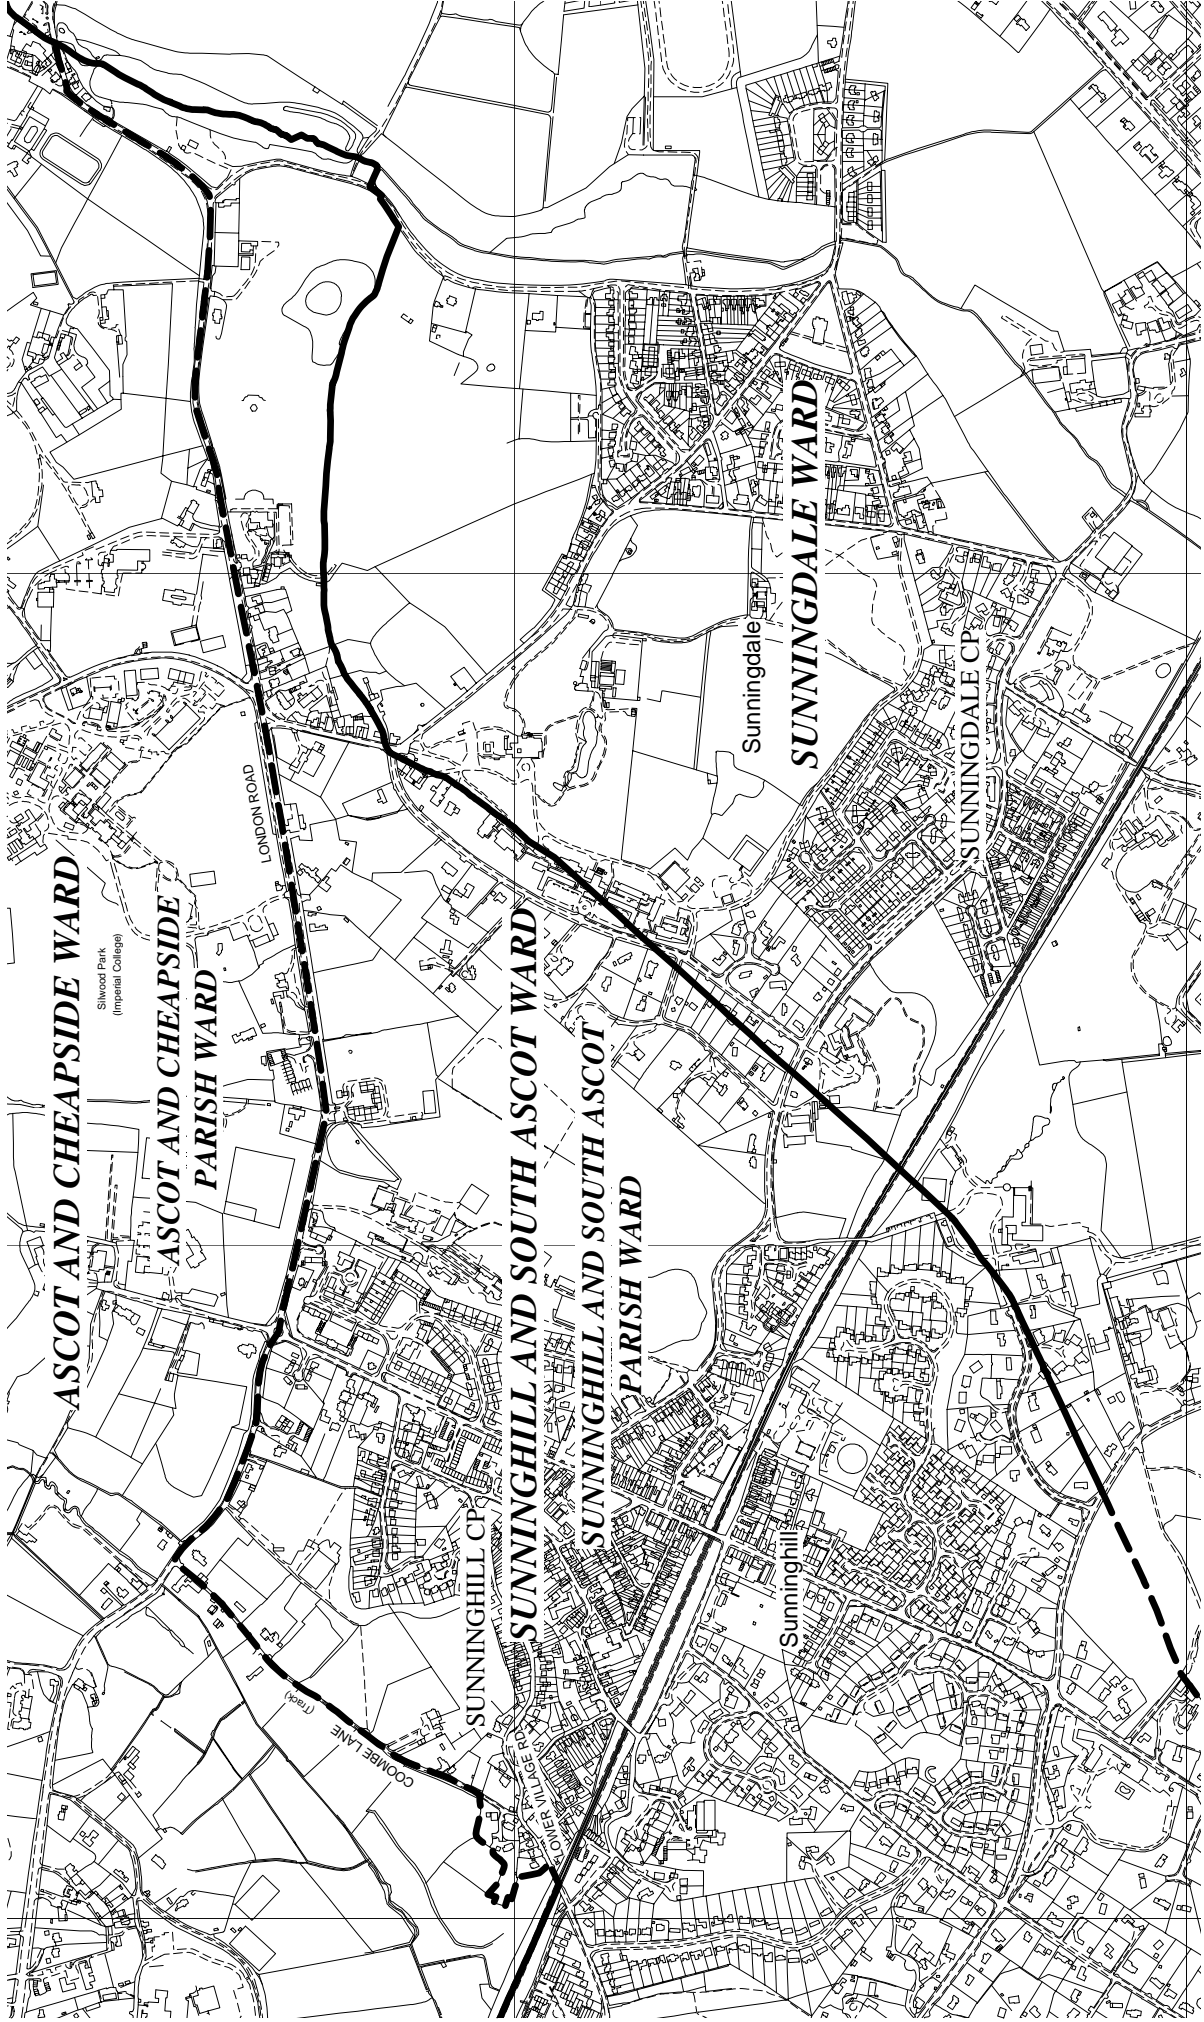 ASCOT AND CHEAPSIDE WARD
Silwood Park
(Imperial College)
ASCOT AND CHEAPSIDE
PARISH WARD
LONDON ROAD
COOMBE LANE
(Track)
SUNNINGHILL CP
SUNNINGHILL AND SOUTH ASCOT WARD
LOWER VILLAGE RD
SUNNINGHILL AND SOUTH ASCOT
PARISH WARD
Sunningdale
SUNNINGDALE WARD
Sunninghill
SUNNINGDALE CP